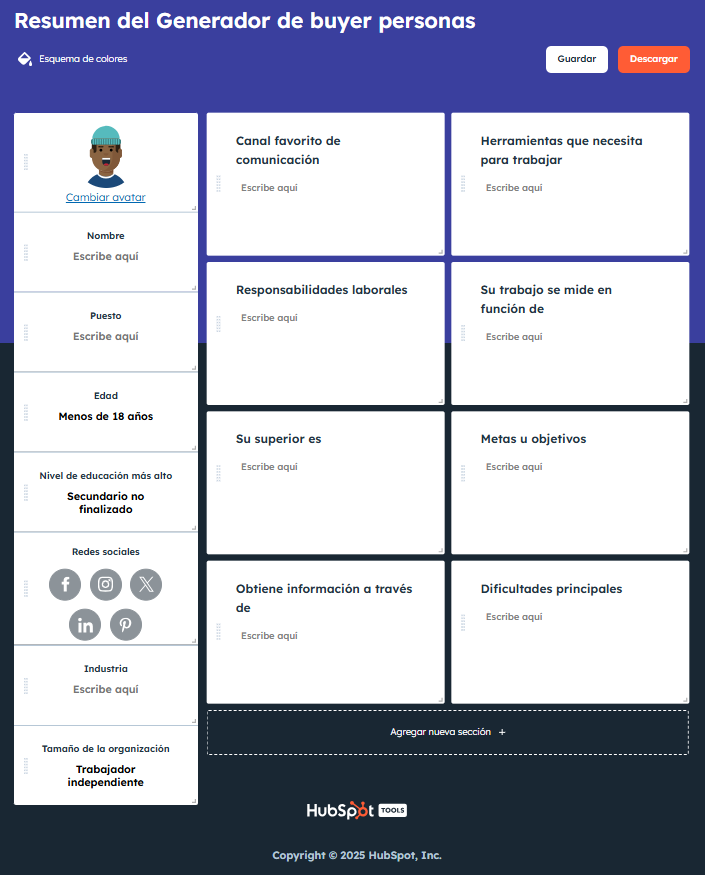 Resumen del Generador de buyer personas
Esquema de colores
Guardar
Descargar
Cambiar avatar
Nombre
Escribe aquí
Puesto
Escribe aquí
Edad
Menos de 18 años
Nivel de educación más alto
Secundario no
finalizado
Redes sociales
Industria
Escribe aquí
Tamaño de la organización
Trabajador
independiente
Canal favorito de
comunicación
Escribe aquí
Herramientas que necesita
para trabajar
Escribe aquí
Responsabilidades laborales
Escribe aquí
Su trabajo se mide en
función de
Escribe aquí
Su superior es
Escribe aquí
Metas u objetivos
Escribe aquí
Obtiene información a través
de
Escribe aquí
Dificultades principales
Escribe aquí
Agregar nueva sección +
HubSpot TOOLS
Copyright © 2025 HubSpot, Inc.